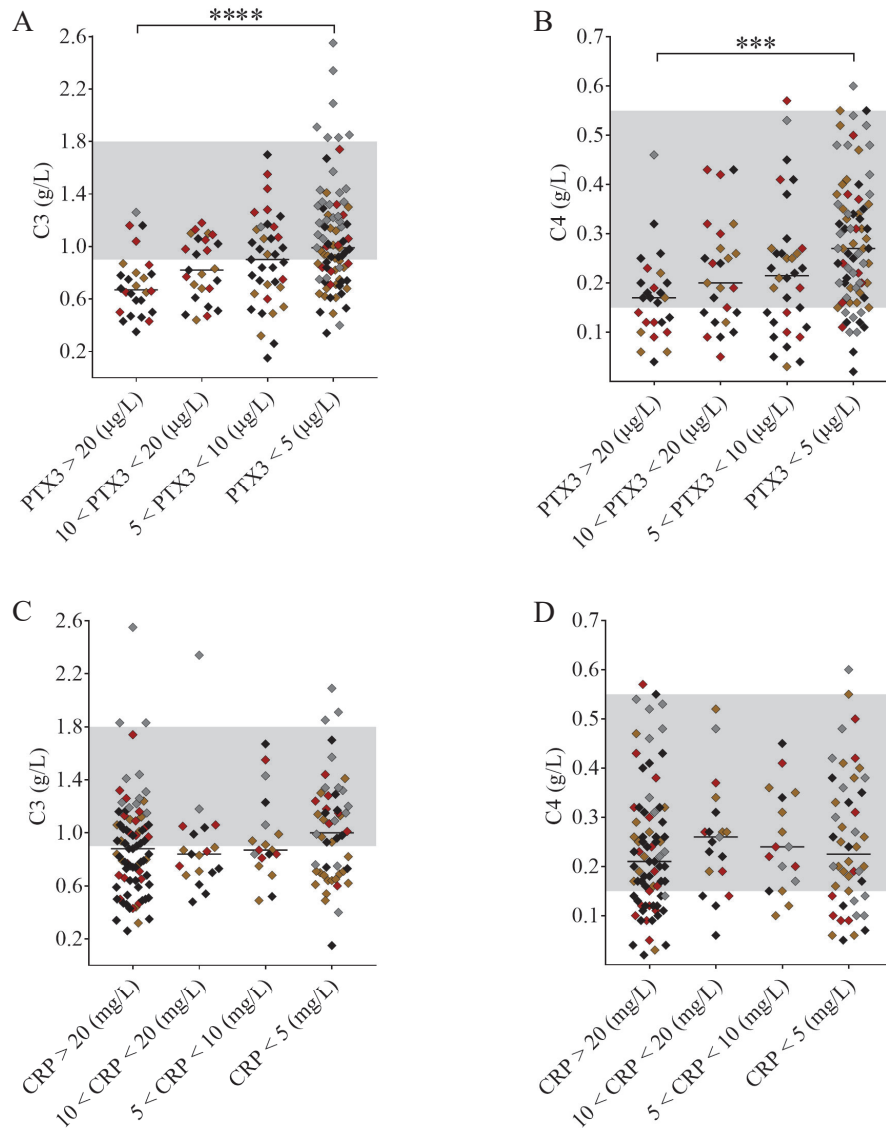 A
****
2.6
2.2
1.8
1.4
1.0
0.6
0.2
C3 (g/L)
PTX3 > 20 (µg/L)
10 < PTX3 < 20 (µg/L)
5 < PTX3 < 10 (µg/L)
PTX3 < 5 (µg/L)
B
***
0.7
0.6
0.5
0.4
0.3
0.2
0.1
C4 (g/L)
PTX3 > 20 (µg/L)
10 < PTX3 < 20 (µg/L)
5 < PTX3 < 10 (µg/L)
PTX3 < 5 (µg/L)
C
2.6
2.2
1.8
1.4
1.0
0.6
0.2
C3 (g/L)
CRP > 20 (mg/L)
10 < CRP < 20 (mg/L)
5 < CRP < 10 (mg/L)
CRP < 5 (mg/L)
D
0.7
0.6
0.5
0.4
0.3
0.2
0.1
C4 (g/L)
CRP > 20 (mg/L)
10 < CRP < 20 (mg/L)
5 < CRP < 10 (mg/L)
CRP < 5 (mg/L)